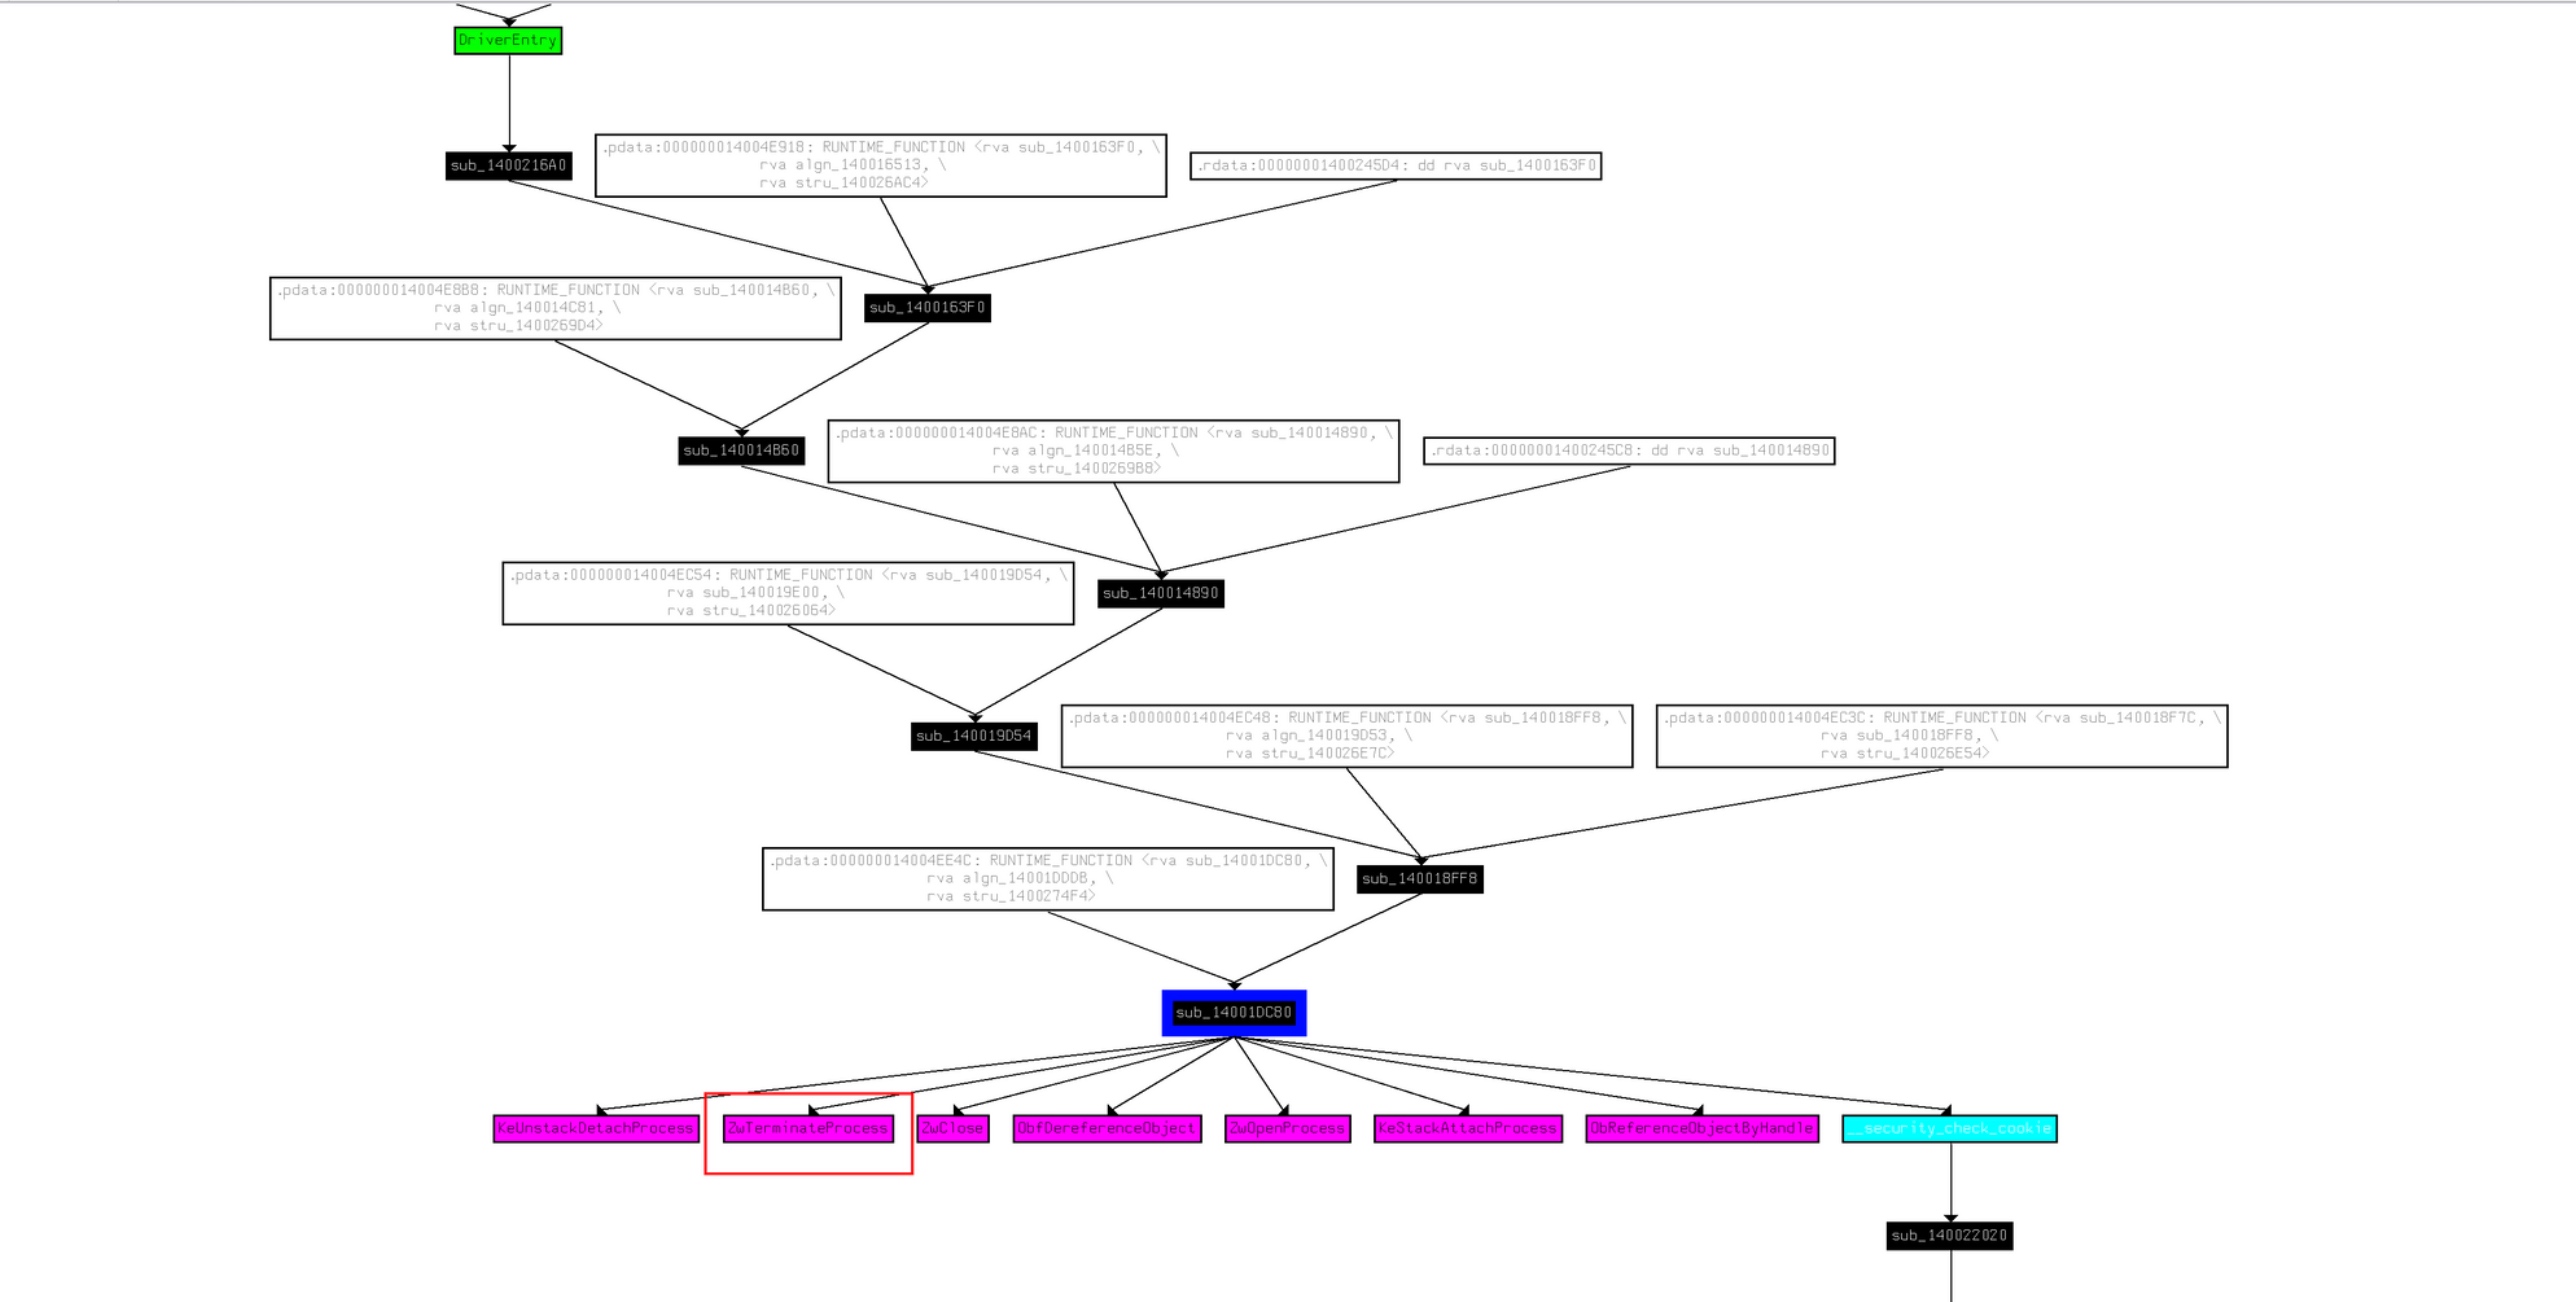 DriverEntry
sub_1400216A0
.pdata:000000014004E918: RUNTIME_FUNCTION <rva sub_1400163F0, \
rva algn_140016513, \
rva stru_140026AC4>
.rdata:00000001400245D4: dd rva sub_1400163F0
.pdata:000000014004E8B8: RUNTIME_FUNCTION <rva sub_140014B60, \
rva algn_140014C81, \
rva stru_1400269D4>
sub_1400163F0
sub_140014B60
.pdata:000000014004E8AC: RUNTIME_FUNCTION <rva sub_140014890, \
rva algn_140014B5E, \
rva stru_1400269B8>
.rdata:00000001400245C8: dd rva sub_140014890
.pdata:000000014004EC54: RUNTIME_FUNCTION <rva sub_140019D54, \
rva sub_140019E00, \
rva stru_140026064>
sub_140014890
sub_140019D54
.pdata:000000014004EC48: RUNTIME_FUNCTION <rva sub_140018FF8, \
rva algn_140019D53, \
rva stru_140026E7C>
.pdata:000000014004EC3C: RUNTIME_FUNCTION <rva sub_140018F7C, \
rva sub_140018FF8, \
rva stru_140026E54>
.pdata:000000014004EE4C: RUNTIME_FUNCTION <rva sub_14001DC80, \
rva algn_14001DDDB, \
rva stru_1400274F4>
sub_140018FF8
sub_14001DC80
KeUnstackDetachProcess
ZwTerminateProcess
ZwClose
ObfDereferenceObject
ZwOpenProcess
KeStackAttachProcess
ObReferenceObjectByHandle
__security_check_cookie
sub_140022020